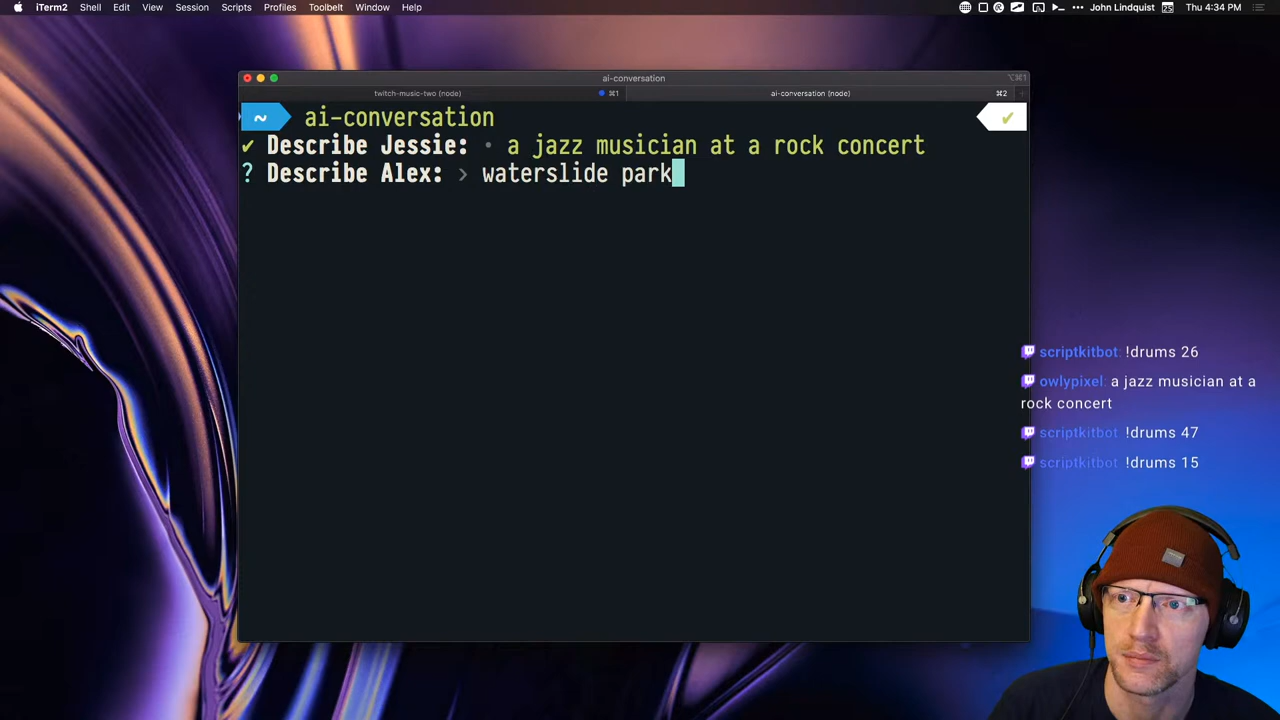 iTerm2 Shell Edit View Session Scripts Profiles Toolbelt Window Help John Lindquist Thu 4:34 PM
ai-conversation ⌥⌘1
twitch-music-two (node) ⌘1 ai-conversation (node) ⌘2
~ ai-conversation ✔
✔ Describe Jessie: · a jazz musician at a rock concert
? Describe Alex: › waterslide park
scriptkitbot: !drums 26
owlypixel: a jazz musician at a
rock concert
scriptkitbot: !drums 47
scriptkitbot: !drums 15